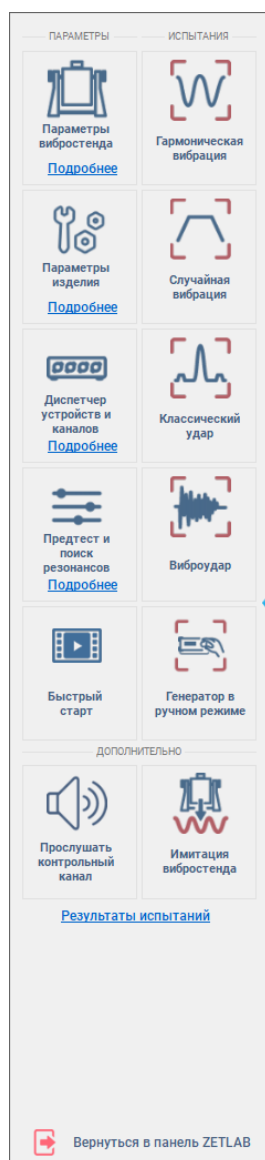 ПАРАМЕТРЫ ИСПЫТАНИЯ
Параметры
вибростенда
Подробнее
Гармоническая
вибрация
Параметры
изделия
Подробнее
Случайная
вибрация
Диспетчер
устройств и
каналов
Подробнее
Классический
удар
Предтест и
поиск
резонансов
Подробнее
Виброудар
Быстрый
старт
Генератор в
ручном режиме
ДОПОЛНИТЕЛЬНО
Прослушать
контрольный
канал
Имитация
вибростенда
Результаты испытаний
Вернуться в панель ZETLAB